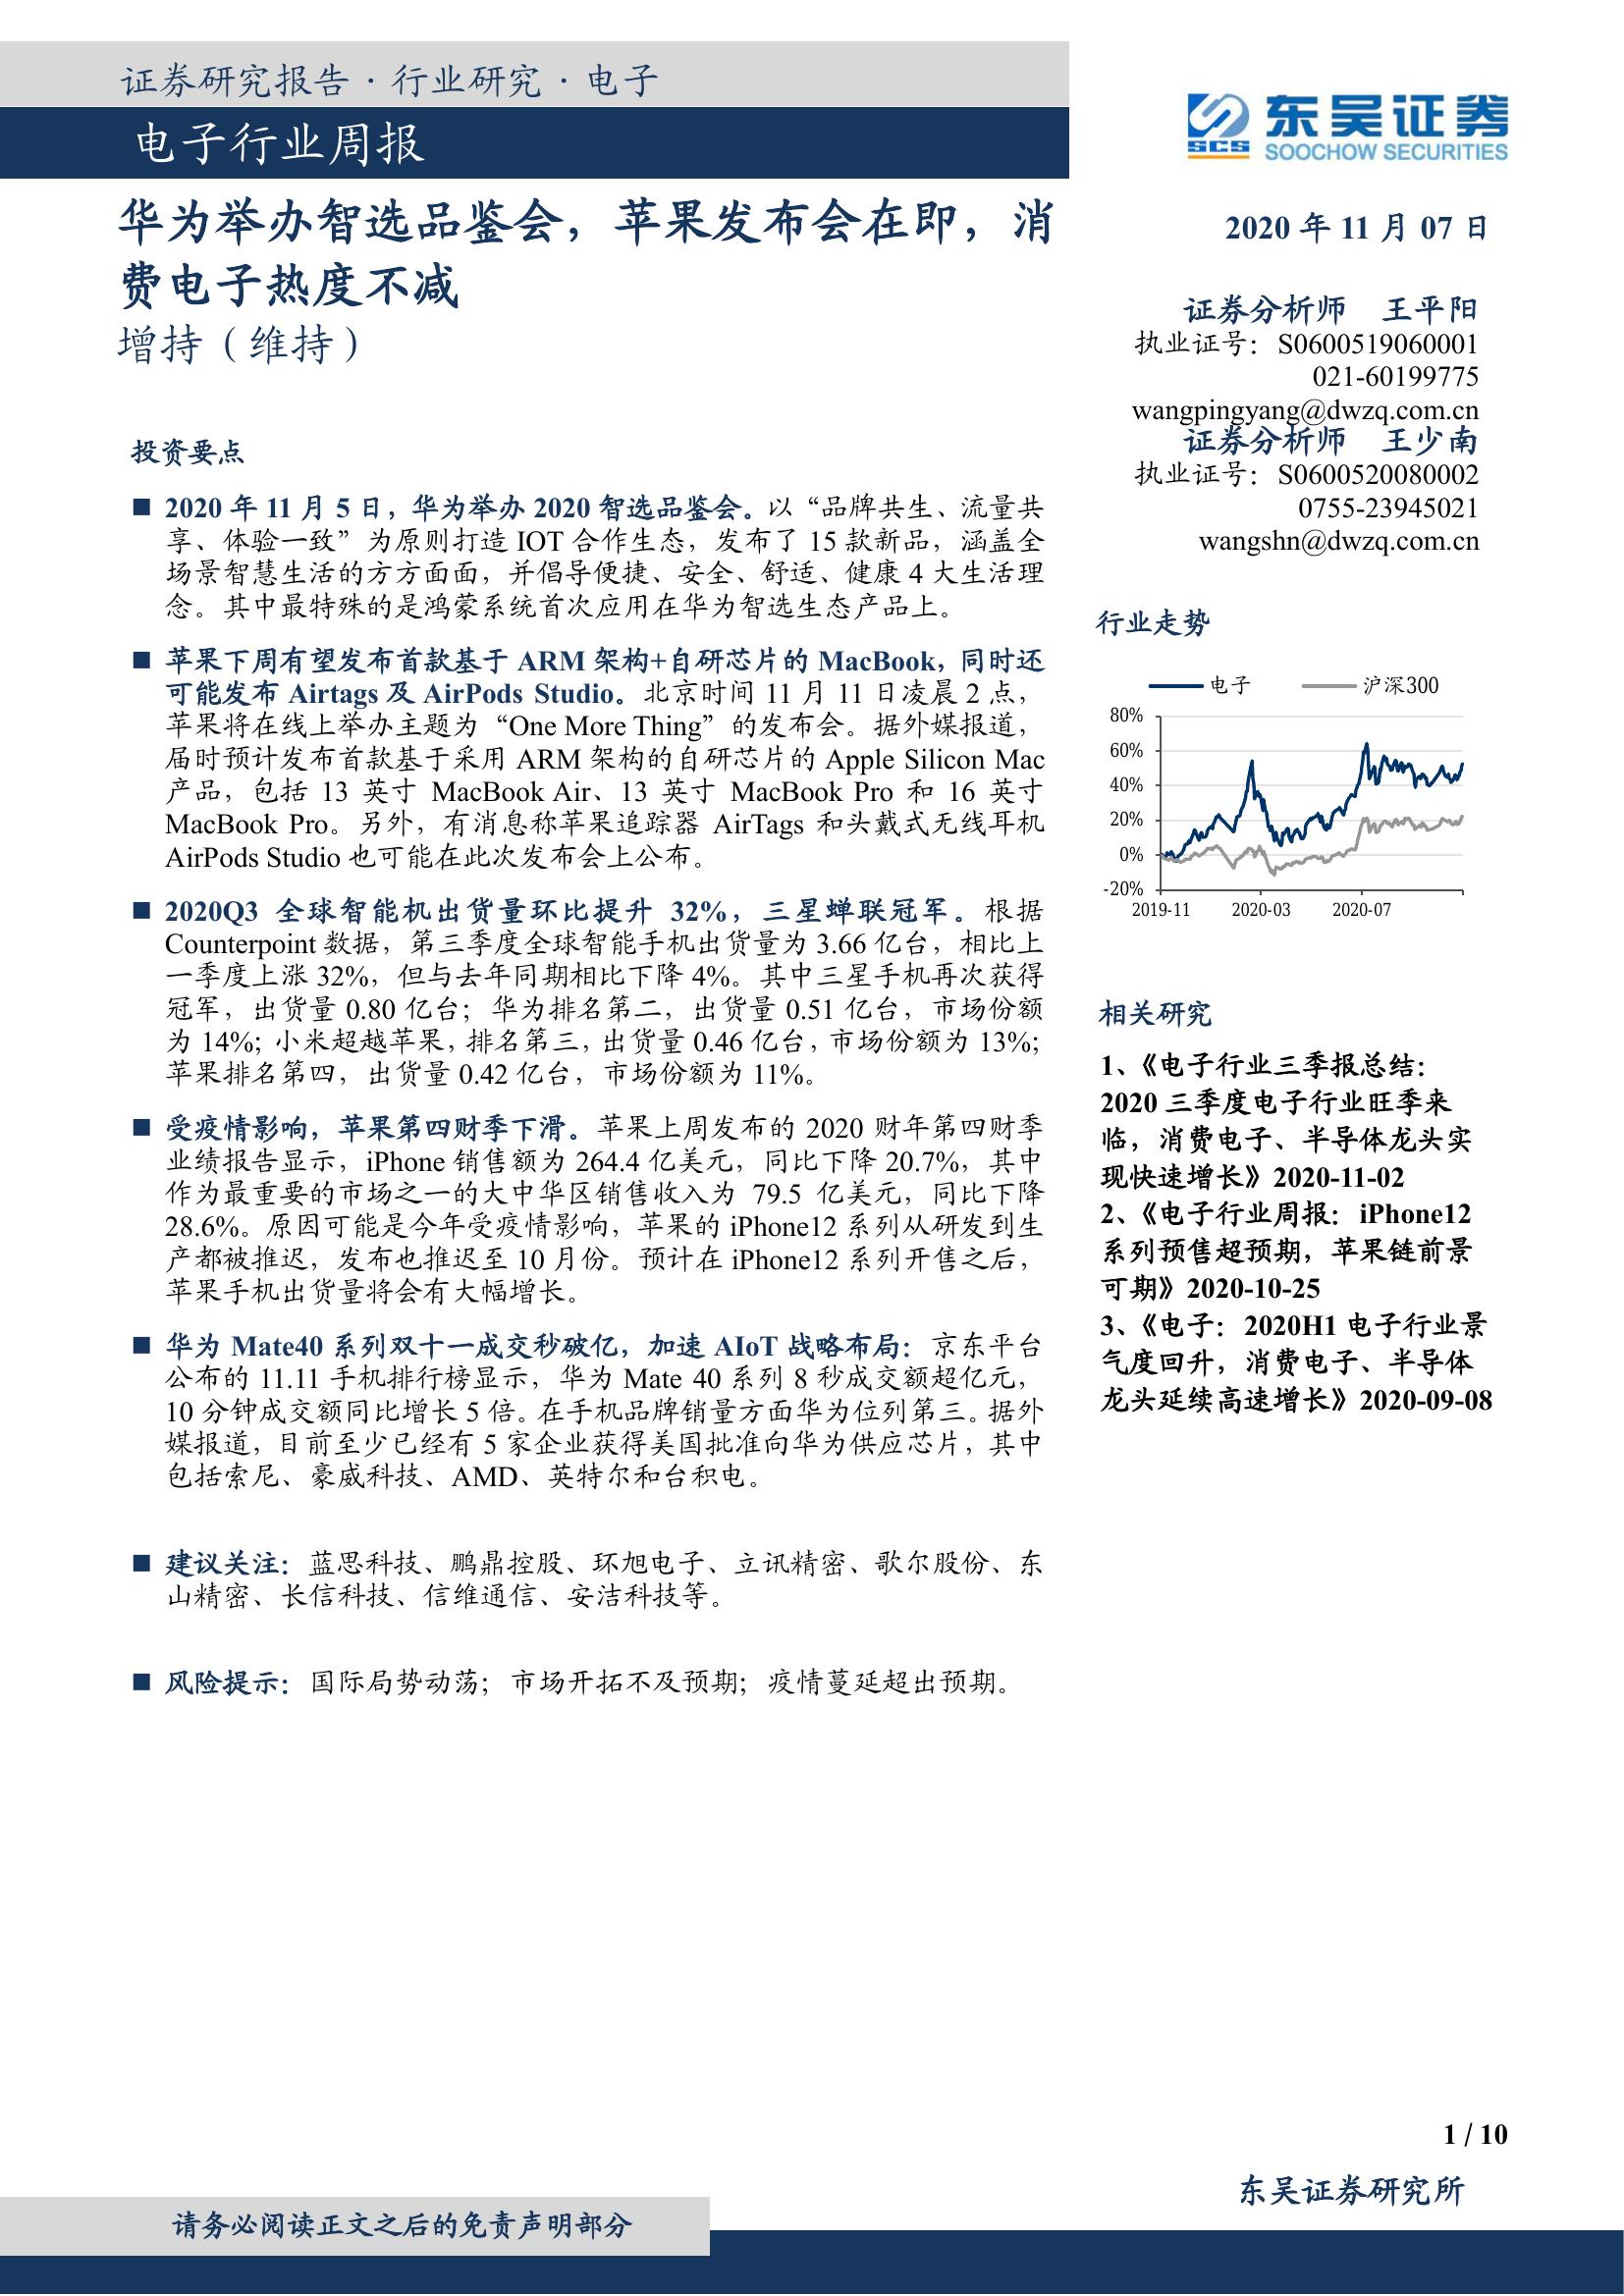 证券研究报告·行业研究·电子
电子行业周报
东吴证券
SCS
SOOCHOW SECURITIES
华为举办智选品鉴会，苹果发布会在即，消
费电子热度不减
增持（维持）
2020 年 11 月 07 日
证券分析师 王平阳
执业证号：S0600519060001
021-60199775
wangpingyang@dwzq.com.cn
证券分析师 王少南
执业证号：S0600520080002
0755-23945021
wangshn@dwzq.com.cn
投资要点
■ 2020 年 11 月 5 日，华为举办 2020 智选品鉴会。以“品牌共生、流量共
享、体验一致”为原则打造 IOT 合作生态，发布了 15 款新品，涵盖全
场景智慧生活的方方面面，并倡导便捷、安全、舒适、健康 4 大生活理
念。其中最特殊的是鸿蒙系统首次应用在华为智选生态产品上。
■ 苹果下周有望发布首款基于 ARM 架构+自研芯片的 MacBook，同时还
可能发布 Airtags 及 AirPods Studio。北京时间 11 月 11 日凌晨 2 点，
苹果将在线上举办主题为“One More Thing”的发布会。据外媒报道，
届时预计发布首款基于采用 ARM 架构的自研芯片的 Apple Silicon Mac
产品，包括 13 英寸 MacBook Air、13 英寸 MacBook Pro 和 16 英寸
MacBook Pro。另外，有消息称苹果追踪器 AirTags 和头戴式无线耳机
AirPods Studio 也可能在此次发布会上公布。
■ 2020Q3 全球智能机出货量环比提升 32%，三星蝉联冠军。根据
Counterpoint 数据，第三季度全球智能手机出货量为 3.66 亿台，相比上
一季度上涨 32%，但与去年同期相比下降 4%。其中三星手机再次获得
冠军，出货量 0.80 亿台；华为排名第二，出货量 0.51 亿台，市场份额
为 14%；小米超越苹果，排名第三，出货量 0.46 亿台，市场份额为 13%；
苹果排名第四，出货量 0.42 亿台，市场份额为 11%。
■ 受疫情影响，苹果第四财季下滑。苹果上周发布的 2020 财年第四财季
业绩报告显示，iPhone 销售额为 264.4 亿美元，同比下降 20.7%，其中
作为最重要的市场之一的大中华区销售收入为 79.5 亿美元，同比下降
28.6%。原因可能是今年受疫情影响，苹果的 iPhone12 系列从研发到生
产都被推迟，发布也推迟至 10 月份。预计在 iPhone12 系列开售之后，
苹果手机出货量将会有大幅增长。
■ 华为 Mate40 系列双十一成交秒破亿，加速 AIoT 战略布局：京东平台
公布的 11.11 手机排行榜显示，华为 Mate 40 系列 8 秒成交额超亿元，
10 分钟成交额同比增长 5 倍。在手机品牌销量方面华为位列第三。据外
媒报道，目前至少已经有 5 家企业获得美国批准向华为供应芯片，其中
包括索尼、豪威科技、AMD、英特尔和台积电。
■ 建议关注：蓝思科技、鹏鼎控股、环旭电子、立讯精密、歌尔股份、东
山精密、长信科技、信维通信、安洁科技等。
■ 风险提示：国际局势动荡；市场开拓不及预期；疫情蔓延超出预期。
行业走势
电子 沪深300
80%
60%
40%
20%
0%
-20%
2019-11 2020-03 2020-07
相关研究
1、《电子行业三季报总结：
2020 三季度电子行业旺季来
临，消费电子、半导体龙头实
现快速增长》2020-11-02
2、《电子行业周报：iPhone12
系列预售超预期，苹果链前景
可期》2020-10-25
3、《电子：2020H1 电子行业景
气度回升，消费电子、半导体
龙头延续高速增长》2020-09-08
1 / 10
东吴证券研究所
请务必阅读正文之后的免责声明部分